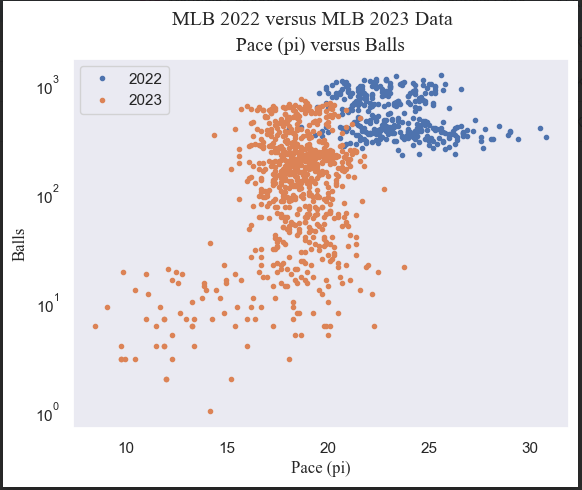 MLB 2022 versus MLB 2023 Data
Pace (pi) versus Balls
2022
2023
10³
10²
10¹
10⁰
Balls
10 15 20 25 30
Pace (pi)